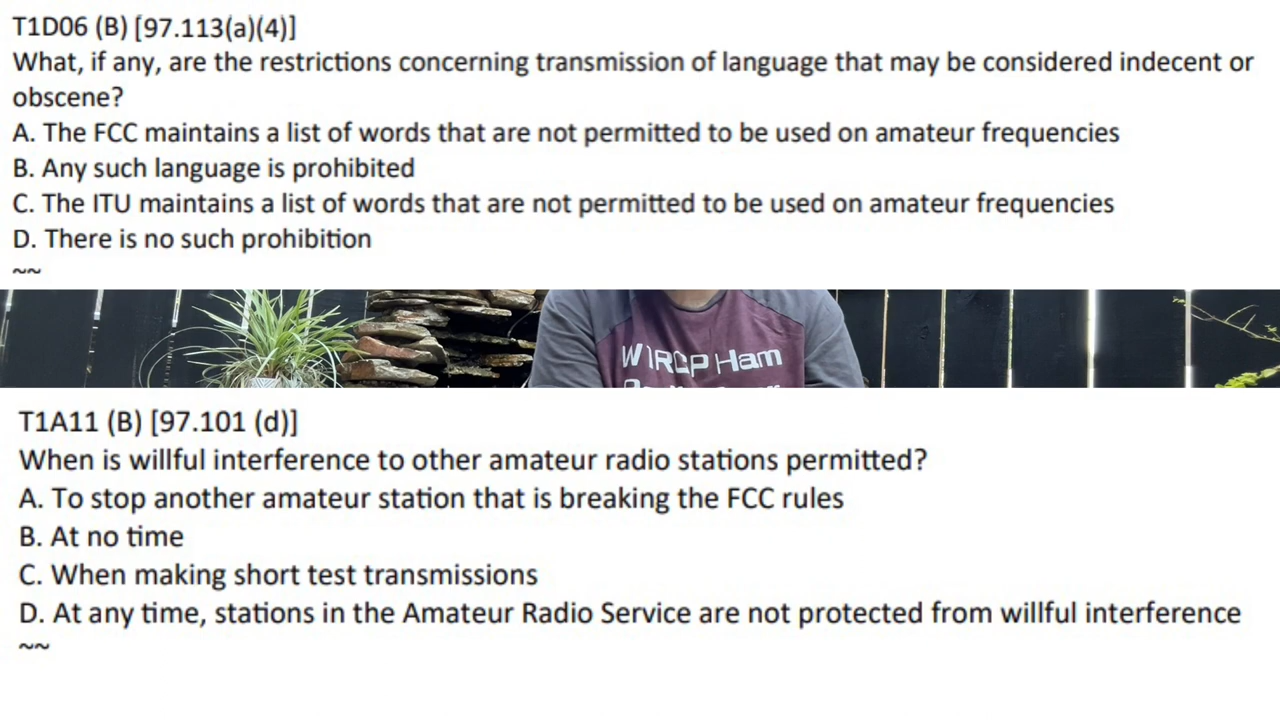 T1D06 (B) [97.113(a)(4)]
What, if any, are the restrictions concerning transmission of language that may be considered indecent or
obscene?
A. The FCC maintains a list of words that are not permitted to be used on amateur frequencies
B. Any such language is prohibited
C. The ITU maintains a list of words that are not permitted to be used on amateur frequencies
D. There is no such prohibition
~~
W1RCP Ham
T1A11 (B) [97.101 (d)]
When is willful interference to other amateur radio stations permitted?
A. To stop another amateur station that is breaking the FCC rules
B. At no time
C. When making short test transmissions
D. At any time, stations in the Amateur Radio Service are not protected from willful interference
~~